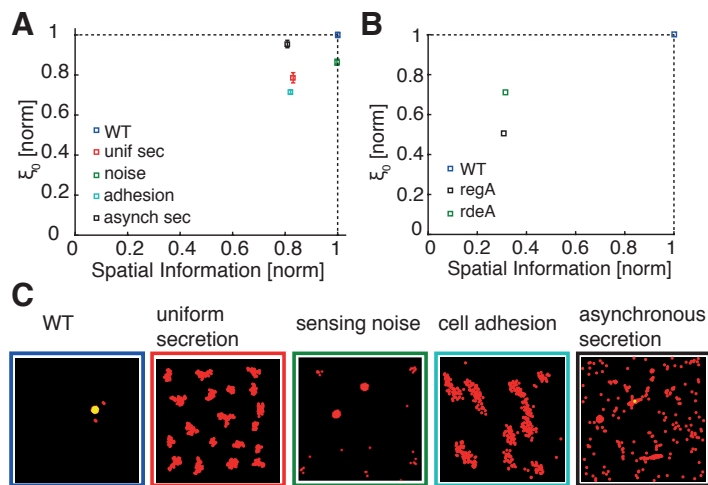 A
B
1
0.8
0.6
0.4
0.2
0
ξ₀ [norm]
WT
unif sec
noise
adhesion
asynch sec
0 0.2 0.4 0.6 0.8 1
Spatial Information [norm]
1
0.8
0.6
0.4
0.2
0
ξ₀ [norm]
WT
regA
rdeA
0 0.2 0.4 0.6 0.8 1
Spatial Information [norm]
C
WT
uniform
secretion
sensing noise
cell adhesion
asynchronous
secretion